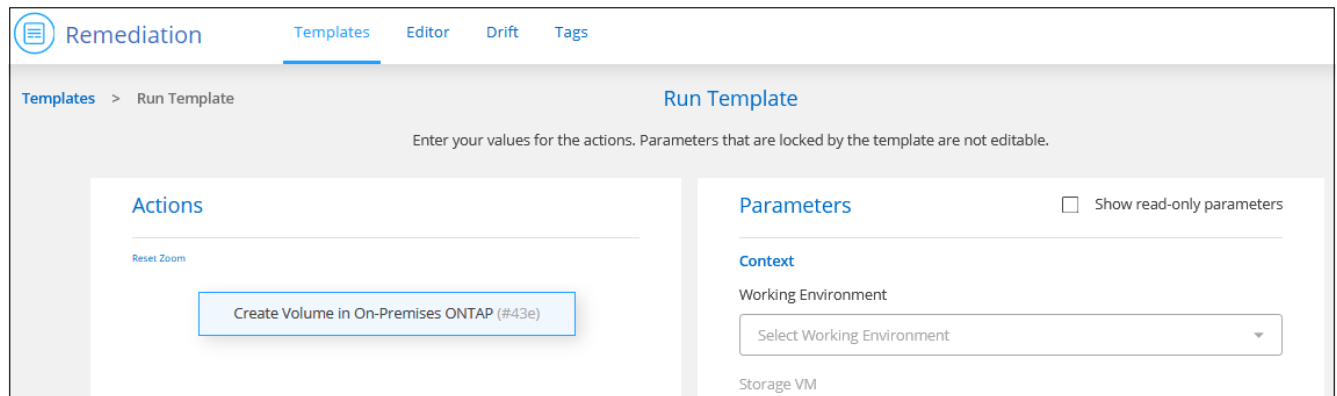 Remediation Templates Editor Drift Tags
Templates > Run Template
Run Template
Enter your values for the actions. Parameters that are locked by the template are not editable.
Actions
Reset Zoom
Create Volume in On-Premises ONTAP (#43e)
Parameters
Show read-only parameters
Context
Working Environment
Select Working Environment
Storage VM